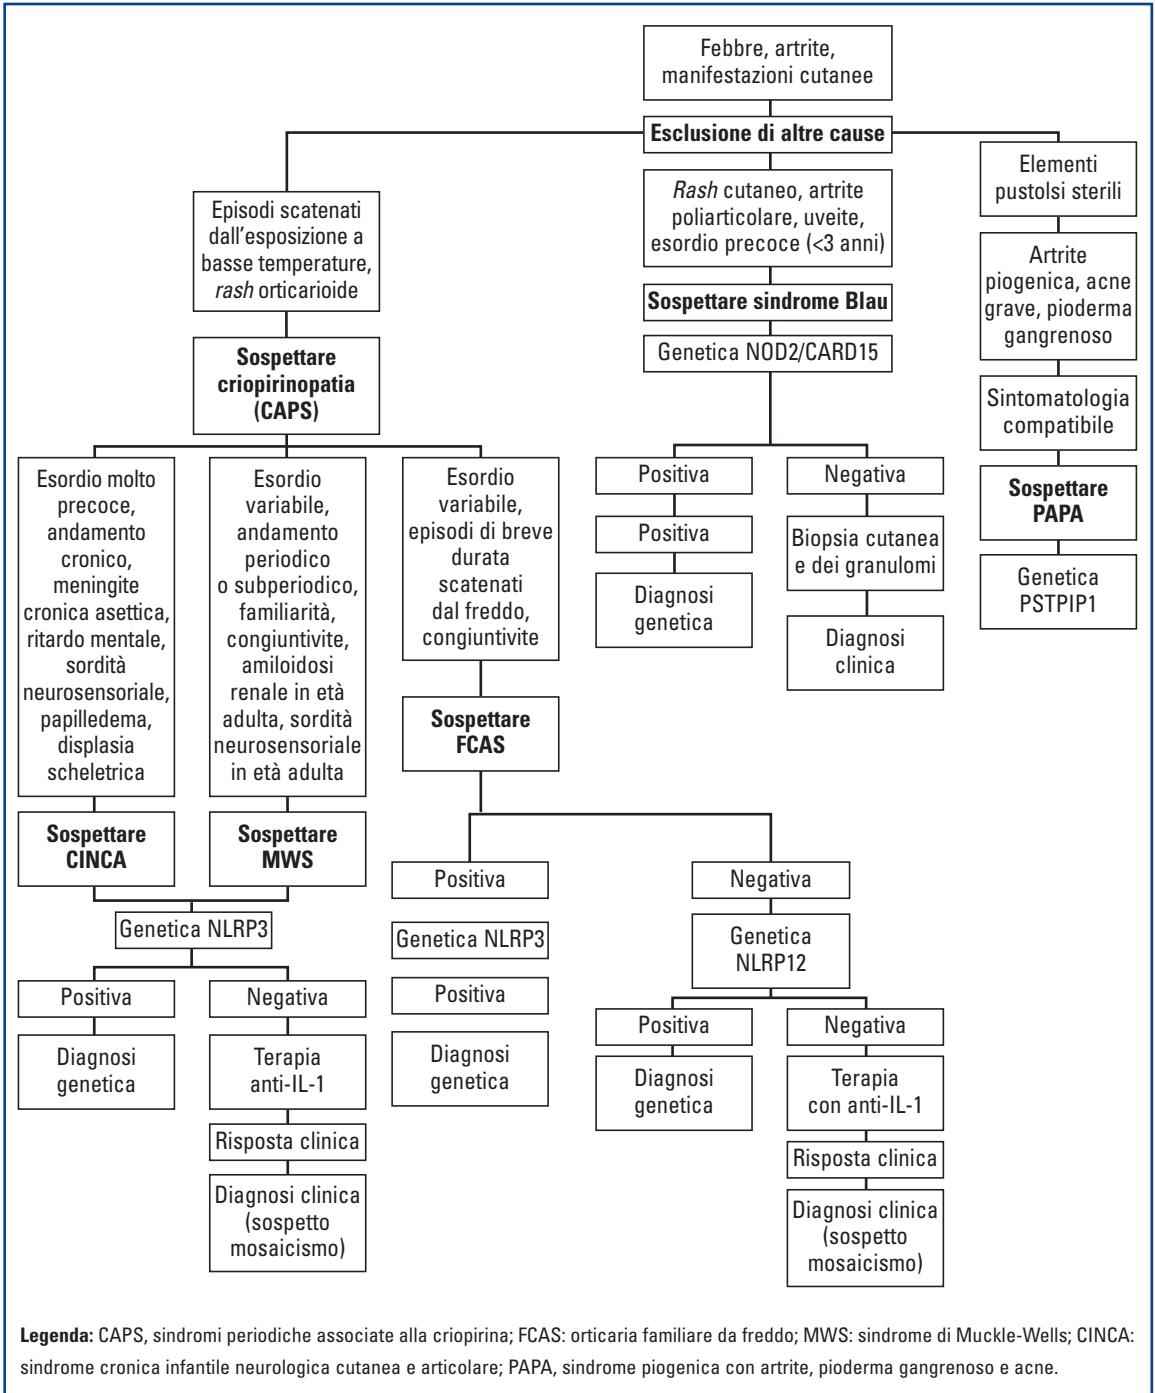 Febbre, artrite,
manifestazioni cutanee
Esclusione di altre cause
Episodi scatenati
dall'esposizione a
basse temperature,
rash orticarioide
Rash cutaneo, artrite
poliarticolare, uveite,
esordio precoce (<3 anni)
Elementi
pustolsi sterili
Artrite
piogenica, acne
grave, pioderma
gangrenoso
Sospettare sindrome Blau
Genetica NOD2/CARD15
Sospettare
criopirinopatia
(CAPS)
Sintomatologia
compatibile
Esordio molto
precoce,
andamento
cronico,
meningite
cronica asettica,
ritardo mentale,
sordità
neurosensoriale,
papilledema,
displasia
scheletrica
Esordio
variabile,
andamento
periodico
o subperiodico,
familiarità,
congiuntivite,
amiloidosi
renale in età
adulta, sordità
neurosensoriale
in età adulta
Esordio
variabile,
episodi di breve
durata
scatenati
dal freddo,
congiuntivite
Positiva
Negativa
Positiva
Biopsia cutanea
e dei granulomi
Diagnosi
genetica
Diagnosi
clinica
Sospettare
PAPA
Genetica
PSTPIP1
Sospettare
FCAS
Sospettare
CINCA
Sospettare
MWS
Genetica NLRP3
Positiva
Negativa
Diagnosi
genetica
Terapia
anti-IL-1
Risposta clinica
Diagnosi clinica
(sospetto
mosaicismo)
Positiva
Genetica NLRP3
Positiva
Diagnosi
genetica
Negativa
Genetica
NLRP12
Positiva
Negativa
Diagnosi
genetica
Terapia
con anti-IL-1
Risposta clinica
Diagnosi clinica
(sospetto
mosaicismo)
Legenda: CAPS, sindromi periodiche associate alla criopirina; FCAS: orticaria familiare da freddo; MWS: sindrome di Muckle-Wells; CINCA:
sindrome cronica infantile neurologica cutanea e articolare; PAPA, sindrome piogenica con artrite, pioderma gangrenoso e acne.